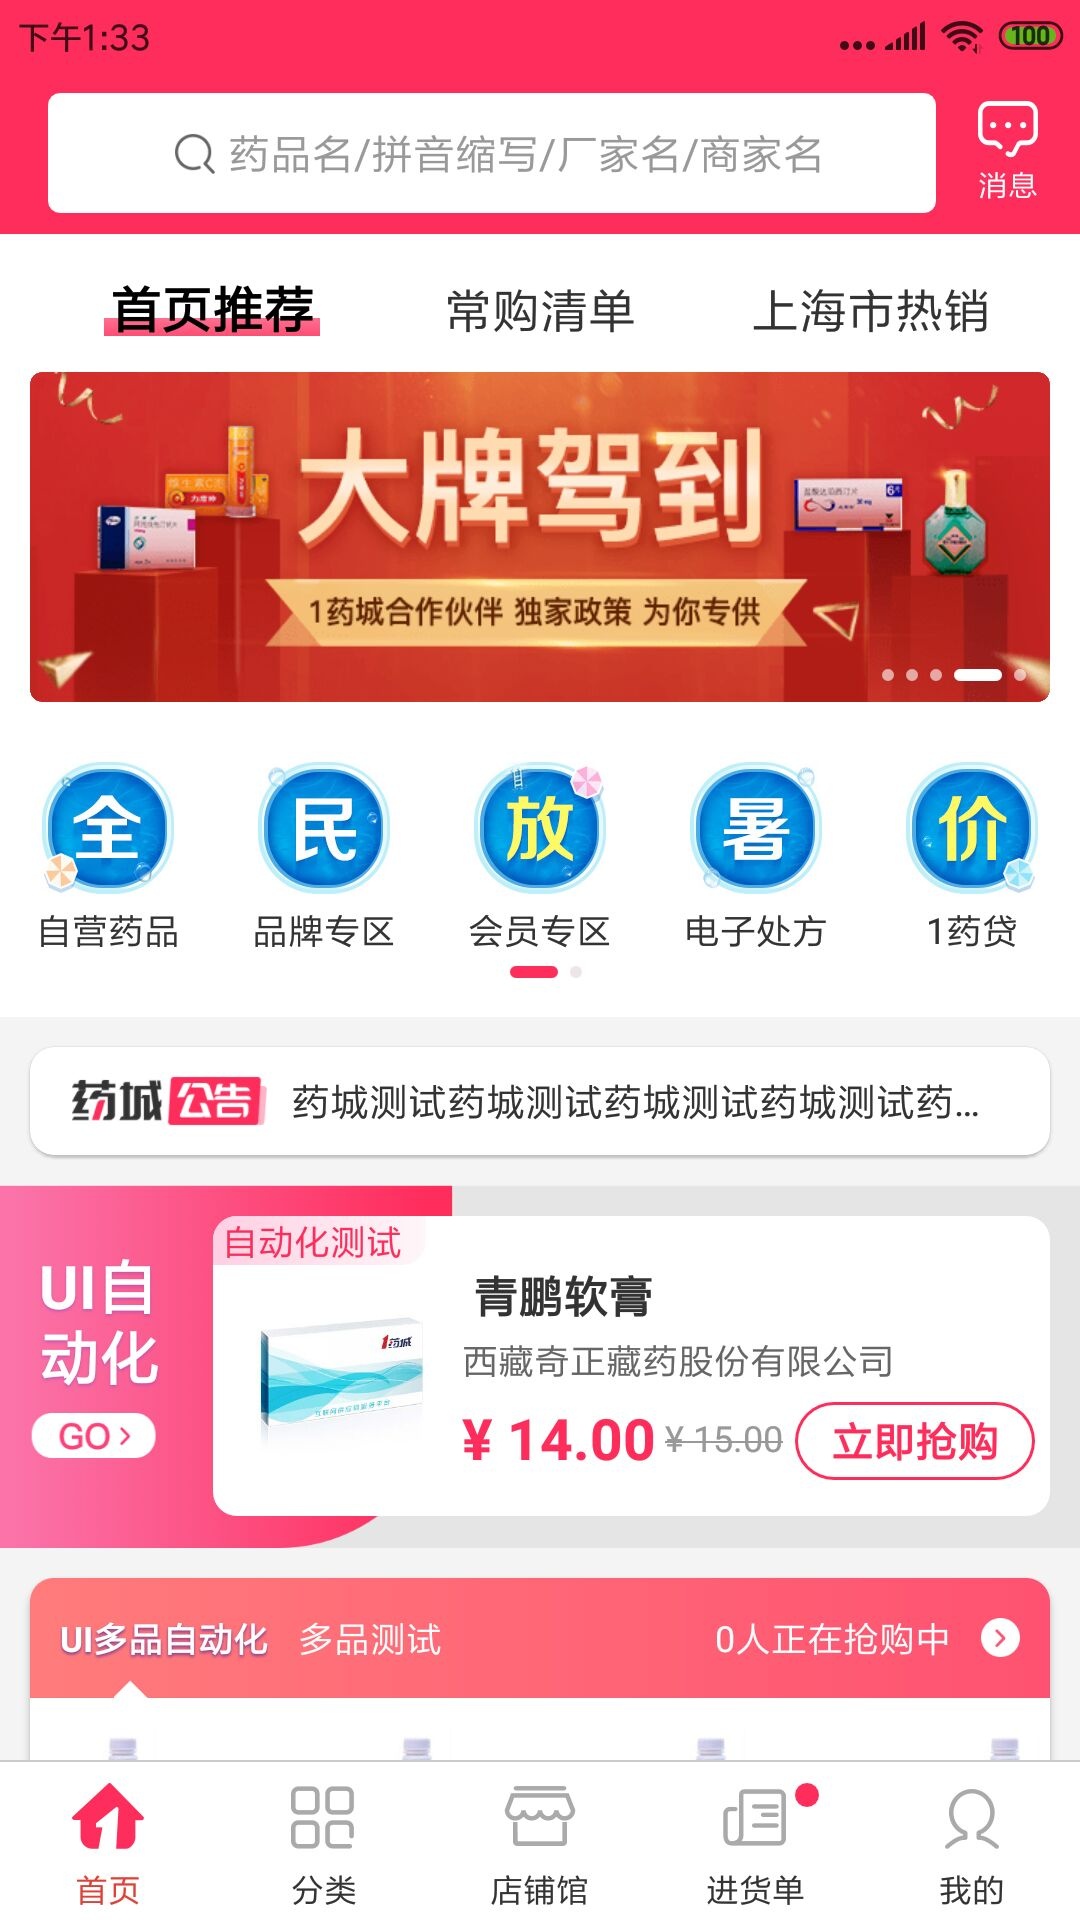 下午1:33
100
药品名/拼音缩写/厂家名/商家名
消息
首页推荐
常购清单
上海市热销
大牌驾到
1药城合作伙伴 独家政策 为你专供
全
民
放
暑
价
自营药品
品牌专区
会员专区
电子处方
1药贷
药城 公告
药城测试药城测试药城测试药城测试药...
UI自
动化
GO
自动化测试
1药城
青鹏软膏
西藏奇正藏药股份有限公司
¥ 14.00 ¥ 15.00
立即抢购
UI多品自动化
多品测试
0人正在抢购中
首页
分类
店铺馆
进货单
我的